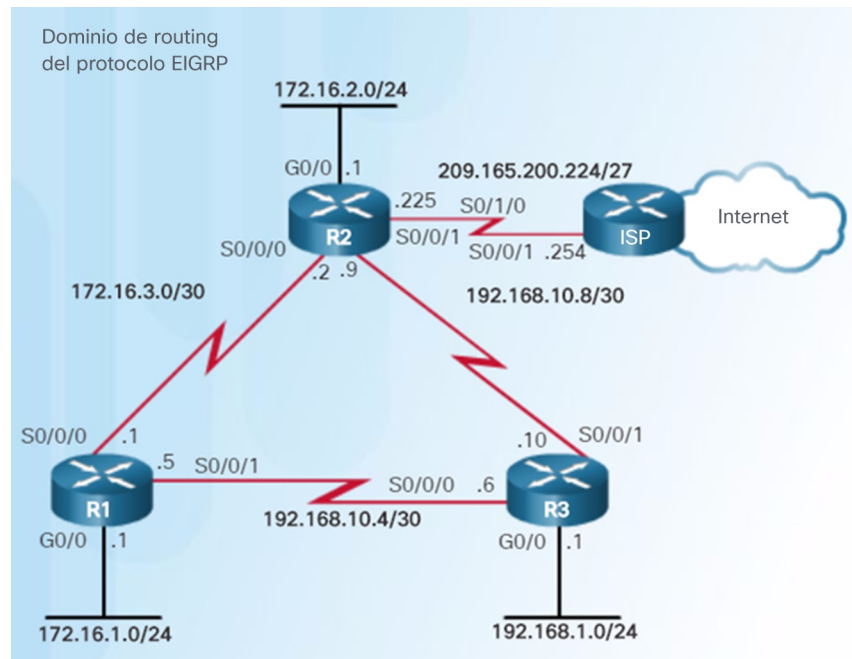 Dominio de routing
del protocolo EIGRP
172.16.2.0/24
G0/0 .1
209.165.200.224/27
.225 S0/1/0
R2
S0/0/1
S0/0/1 .254
ISP
Internet
S0/0/0
.2 .9
172.16.3.0/30
192.168.10.8/30
S0/0/0 .1
.10 S0/0/1
.5 S0/0/1
S0/0/0 .6
R1
R3
192.168.10.4/30
G0/0 .1
G0/0 .1
172.16.1.0/24
192.168.1.0/24